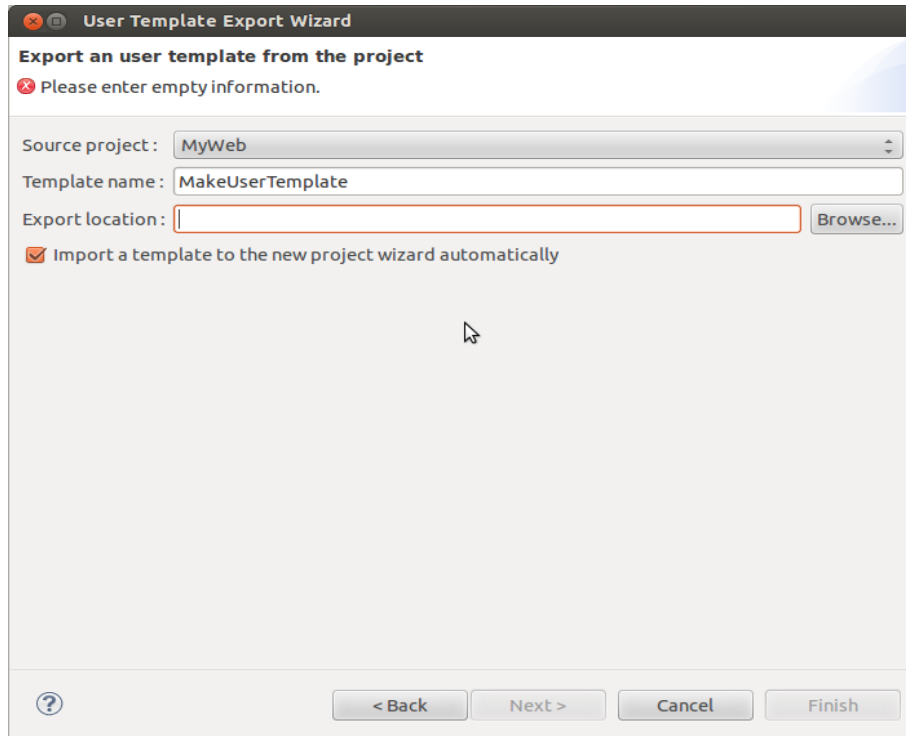 User Template Export Wizard
Export an user template from the project
Please enter empty information.
Source project : MyWeb
Template name : MakeUserTemplate
Export location : Browse...
Import a template to the new project wizard automatically
? < Back Next > Cancel Finish